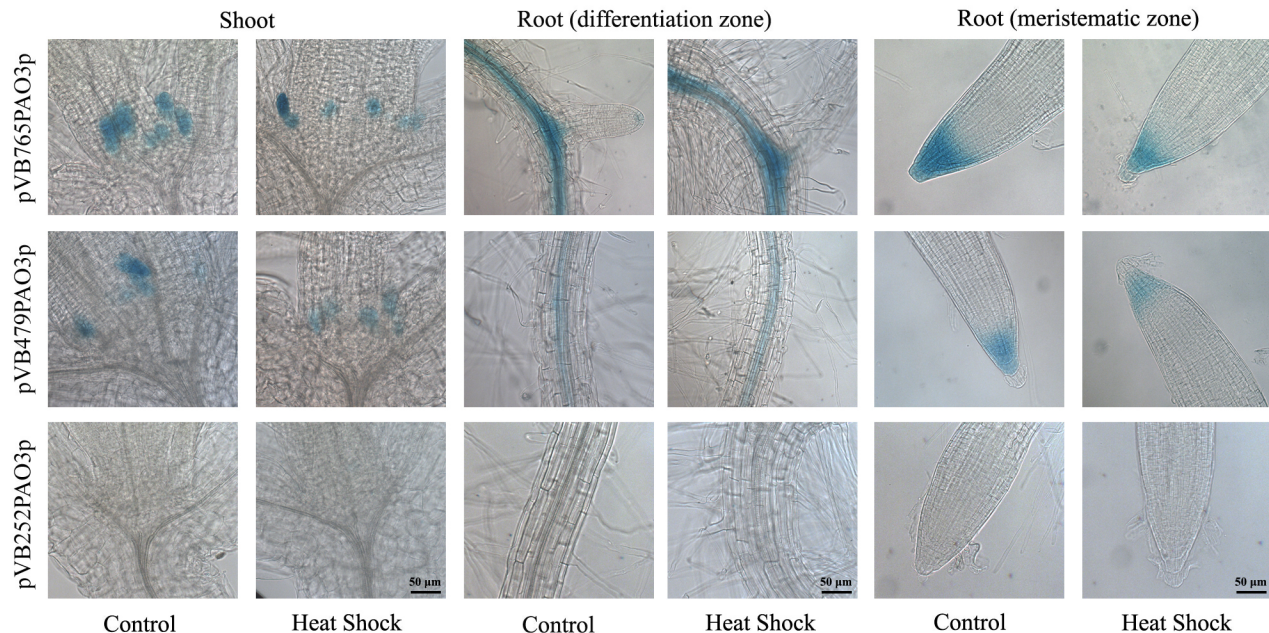 Shoot
Root (differentiation zone)
Root (meristematic zone)
pVB765PAO3p
pVB479PAO3p
pVB252PAO3p
50 µm
50 µm
50 µm
Control
Heat Shock
Control
Heat Shock
Control
Heat Shock